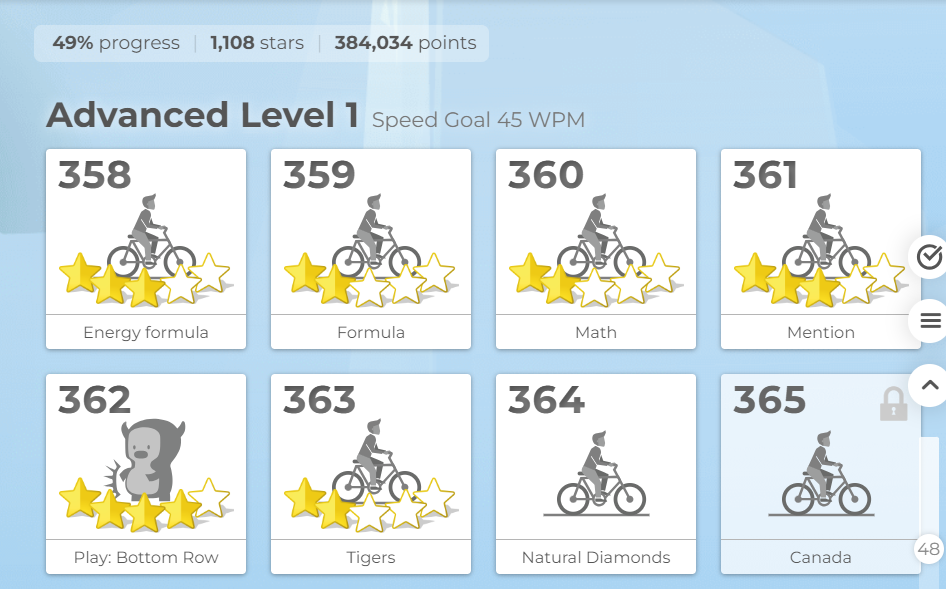 49% progress | 1,108 stars | 384,034 points
Advanced Level 1 Speed Goal 45 WPM
358
Energy formula
359
Formula
360
Math
361
Mention
362
Play: Bottom Row
363
Tigers
364
Natural Diamonds
365
Canada
48